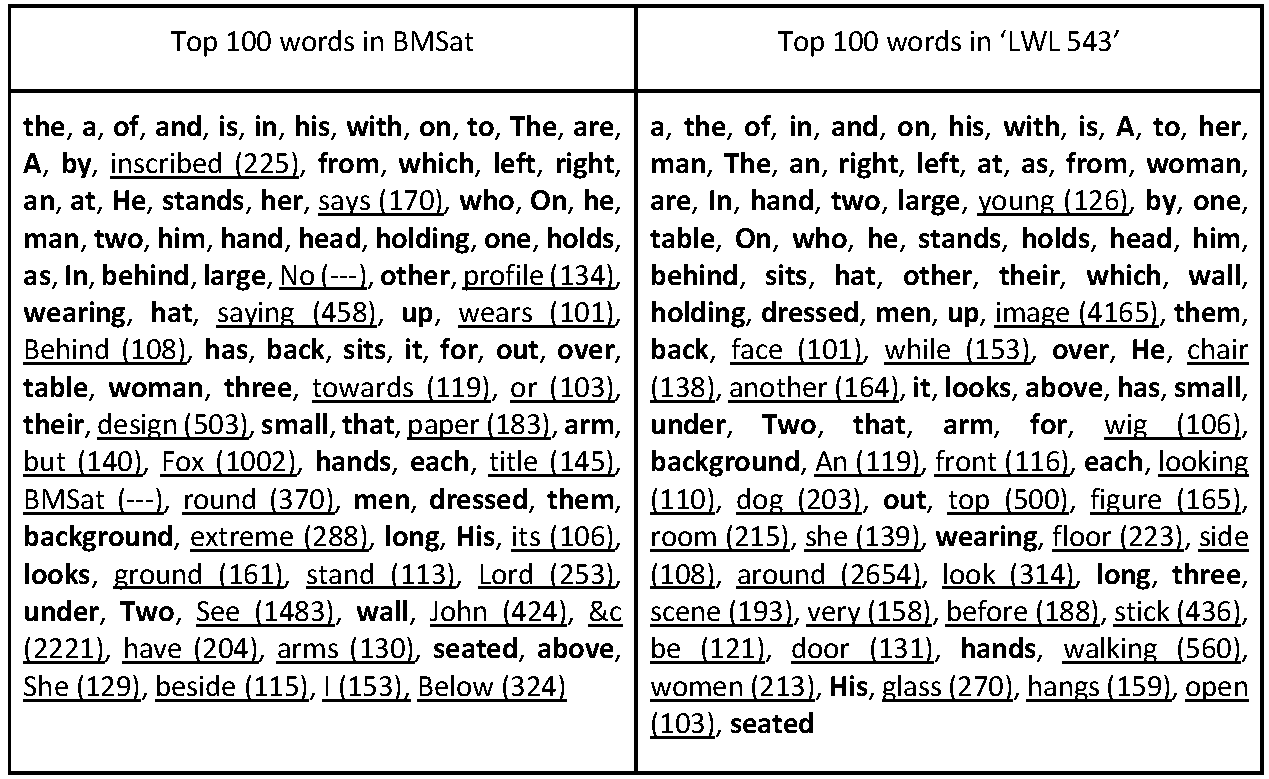 Top 100 words in BMSat
the, a, of, and, is, in, his, with, on, to, The, are,
A, by, inscribed (225), from, which, left, right,
an, at, He, stands, her, says (170), who, On, he,
man, two, him, hand, head, holding, one, holds,
as, In, behind, large, No (---), other, profile (134),
wearing, hat, saying (458), up, wears (101),
Behind (108), has, back, sits, it, for, out, over,
table, woman, three, towards (119), or (103),
their, design (503), small, that, paper (183), arm,
but (140), Fox (1002), hands, each, title (145),
BMSat (---), round (370), men, dressed, them,
background, extreme (288), long, His, its (106),
looks, ground (161), stand (113), Lord (253),
under, Two, See (1483), wall, John (424), &c
(2221), have (204), arms (130), seated, above,
She (129), beside (115), I (153), Below (324)
Top 100 words in ‘LWL 543’
a, the, of, in, and, on, his, with, is, A, to, her,
man, The, an, right, left, at, as, from, woman,
are, In, hand, two, large, young (126), by, one,
table, On, who, he, stands, holds, head, him,
behind, sits, hat, other, their, which, wall,
holding, dressed, men, up, image (4165), them,
back, face (101), while (153), over, He, chair
(138), another (164), it, looks, above, has, small,
under, Two, that, arm, for, wig (106),
background, An (119), front (116), each, looking
(110), dog (203), out, top (500), figure (165),
room (215), she (139), wearing, floor (223), side
(108), around (2654), look (314), long, three,
scene (193), very (158), before (188), stick (436),
be (121), door (131), hands, walking (560),
women (213), His, glass (270), hangs (159), open
(103), seated